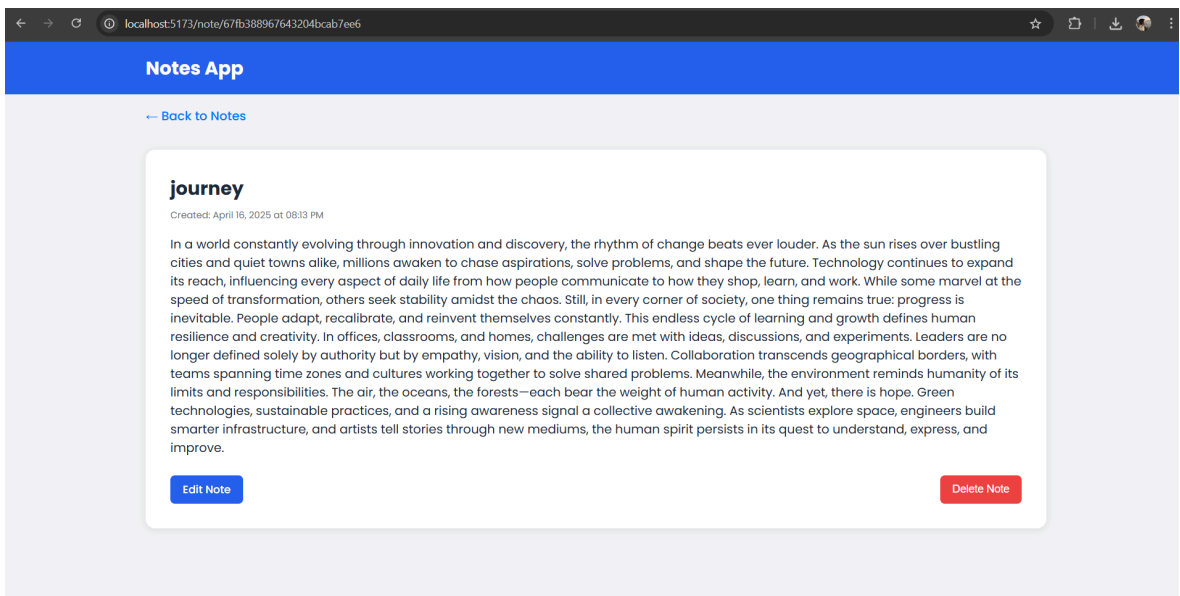 localhost:5173/note/67fb388967643204bcab7ee6
Notes App
← Back to Notes
journey
Created: April 16, 2025 at 08:13 PM
In a world constantly evolving through innovation and discovery, the rhythm of change beats ever louder. As the sun rises over bustling
cities and quiet towns alike, millions awaken to chase aspirations, solve problems, and shape the future. Technology continues to expand
its reach, influencing every aspect of daily life from how people communicate to how they shop, learn, and work. While some marvel at the
speed of transformation, others seek stability amidst the chaos. Still, in every corner of society, one thing remains true: progress is
inevitable. People adapt, recalibrate, and reinvent themselves constantly. This endless cycle of learning and growth defines human
resilience and creativity. In offices, classrooms, and homes, challenges are met with ideas, discussions, and experiments. Leaders are no
longer defined solely by authority but by empathy, vision, and the ability to listen. Collaboration transcends geographical borders, with
teams spanning time zones and cultures working together to solve shared problems. Meanwhile, the environment reminds humanity of its
limits and responsibilities. The air, the oceans, the forests—each bear the weight of human activity. And yet, there is hope. Green
technologies, sustainable practices, and a rising awareness signal a collective awakening. As scientists explore space, engineers build
smarter infrastructure, and artists tell stories through new mediums, the human spirit persists in its quest to understand, express, and
improve.
Edit Note
Delete Note